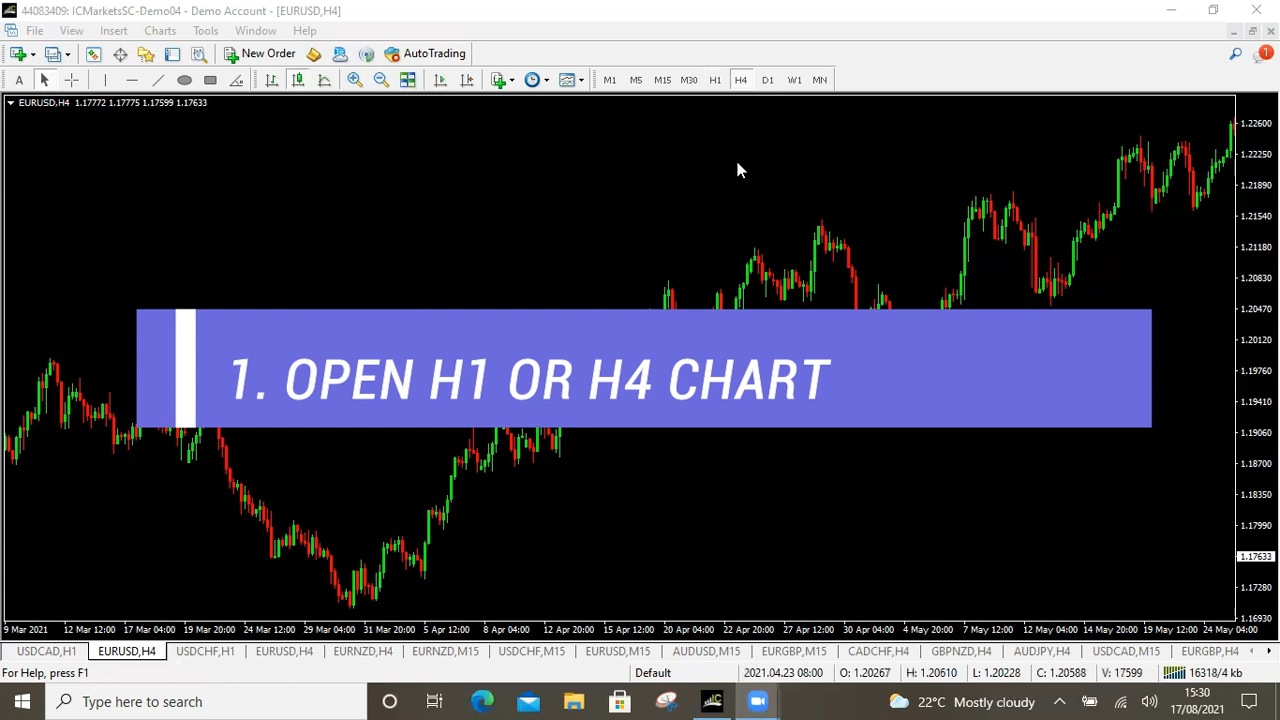 44083409: ICMarketsSC-Demo04 - Demo Account - [EURUSD,H4]
File View Insert Charts Tools Window Help
New Order AutoTrading 1
A M1 M5 M15 M30 H1 H4 D1 W1 MN
EURUSD,H4 1.17772 1.17775 1.17599 1.17633
1.22600
1.22250
1.21890
1.21540
1.21180
1.20830
1.20470
1.20120
1.19760
1.19410
1.19060
1.18700
1.18350
1.17990
1.17633
1.17280
1.16930
1. OPEN H1 OR H4 CHART
9 Mar 2021 12 Mar 12:00 17 Mar 04:00 19 Mar 20:00 24 Mar 12:00 29 Mar 04:00 31 Mar 20:00 5 Apr 12:00 8 Apr 04:00 12 Apr 20:00 15 Apr 12:00 20 Apr 04:00 22 Apr 20:00 27 Apr 12:00 30 Apr 04:00 4 May 20:00 7 May 12:00 12 May 04:00 14 May 20:00 19 May 12:00 24 May 04:00
USDCAD,H1 EURUSD,H4 USDCHF,H1 EURUSD,H4 EURNZD,H4 EURNZD,M15 USDCHF,M15 EURUSD,M15 AUDUSD,M15 EURGBP,M15 CADCHF,H4 GBPNZD,H4 AUDJPY,H4 USDCAD,M15 EURGBP,H4
For Help, press F1 Default 2021.04.23 08:00 O: 1.20267 H: 1.20610 L: 1.20228 C: 1.20588 V: 17599 16318/4 kb
Type here to search 22°C Mostly cloudy 15:30
17/08/2021